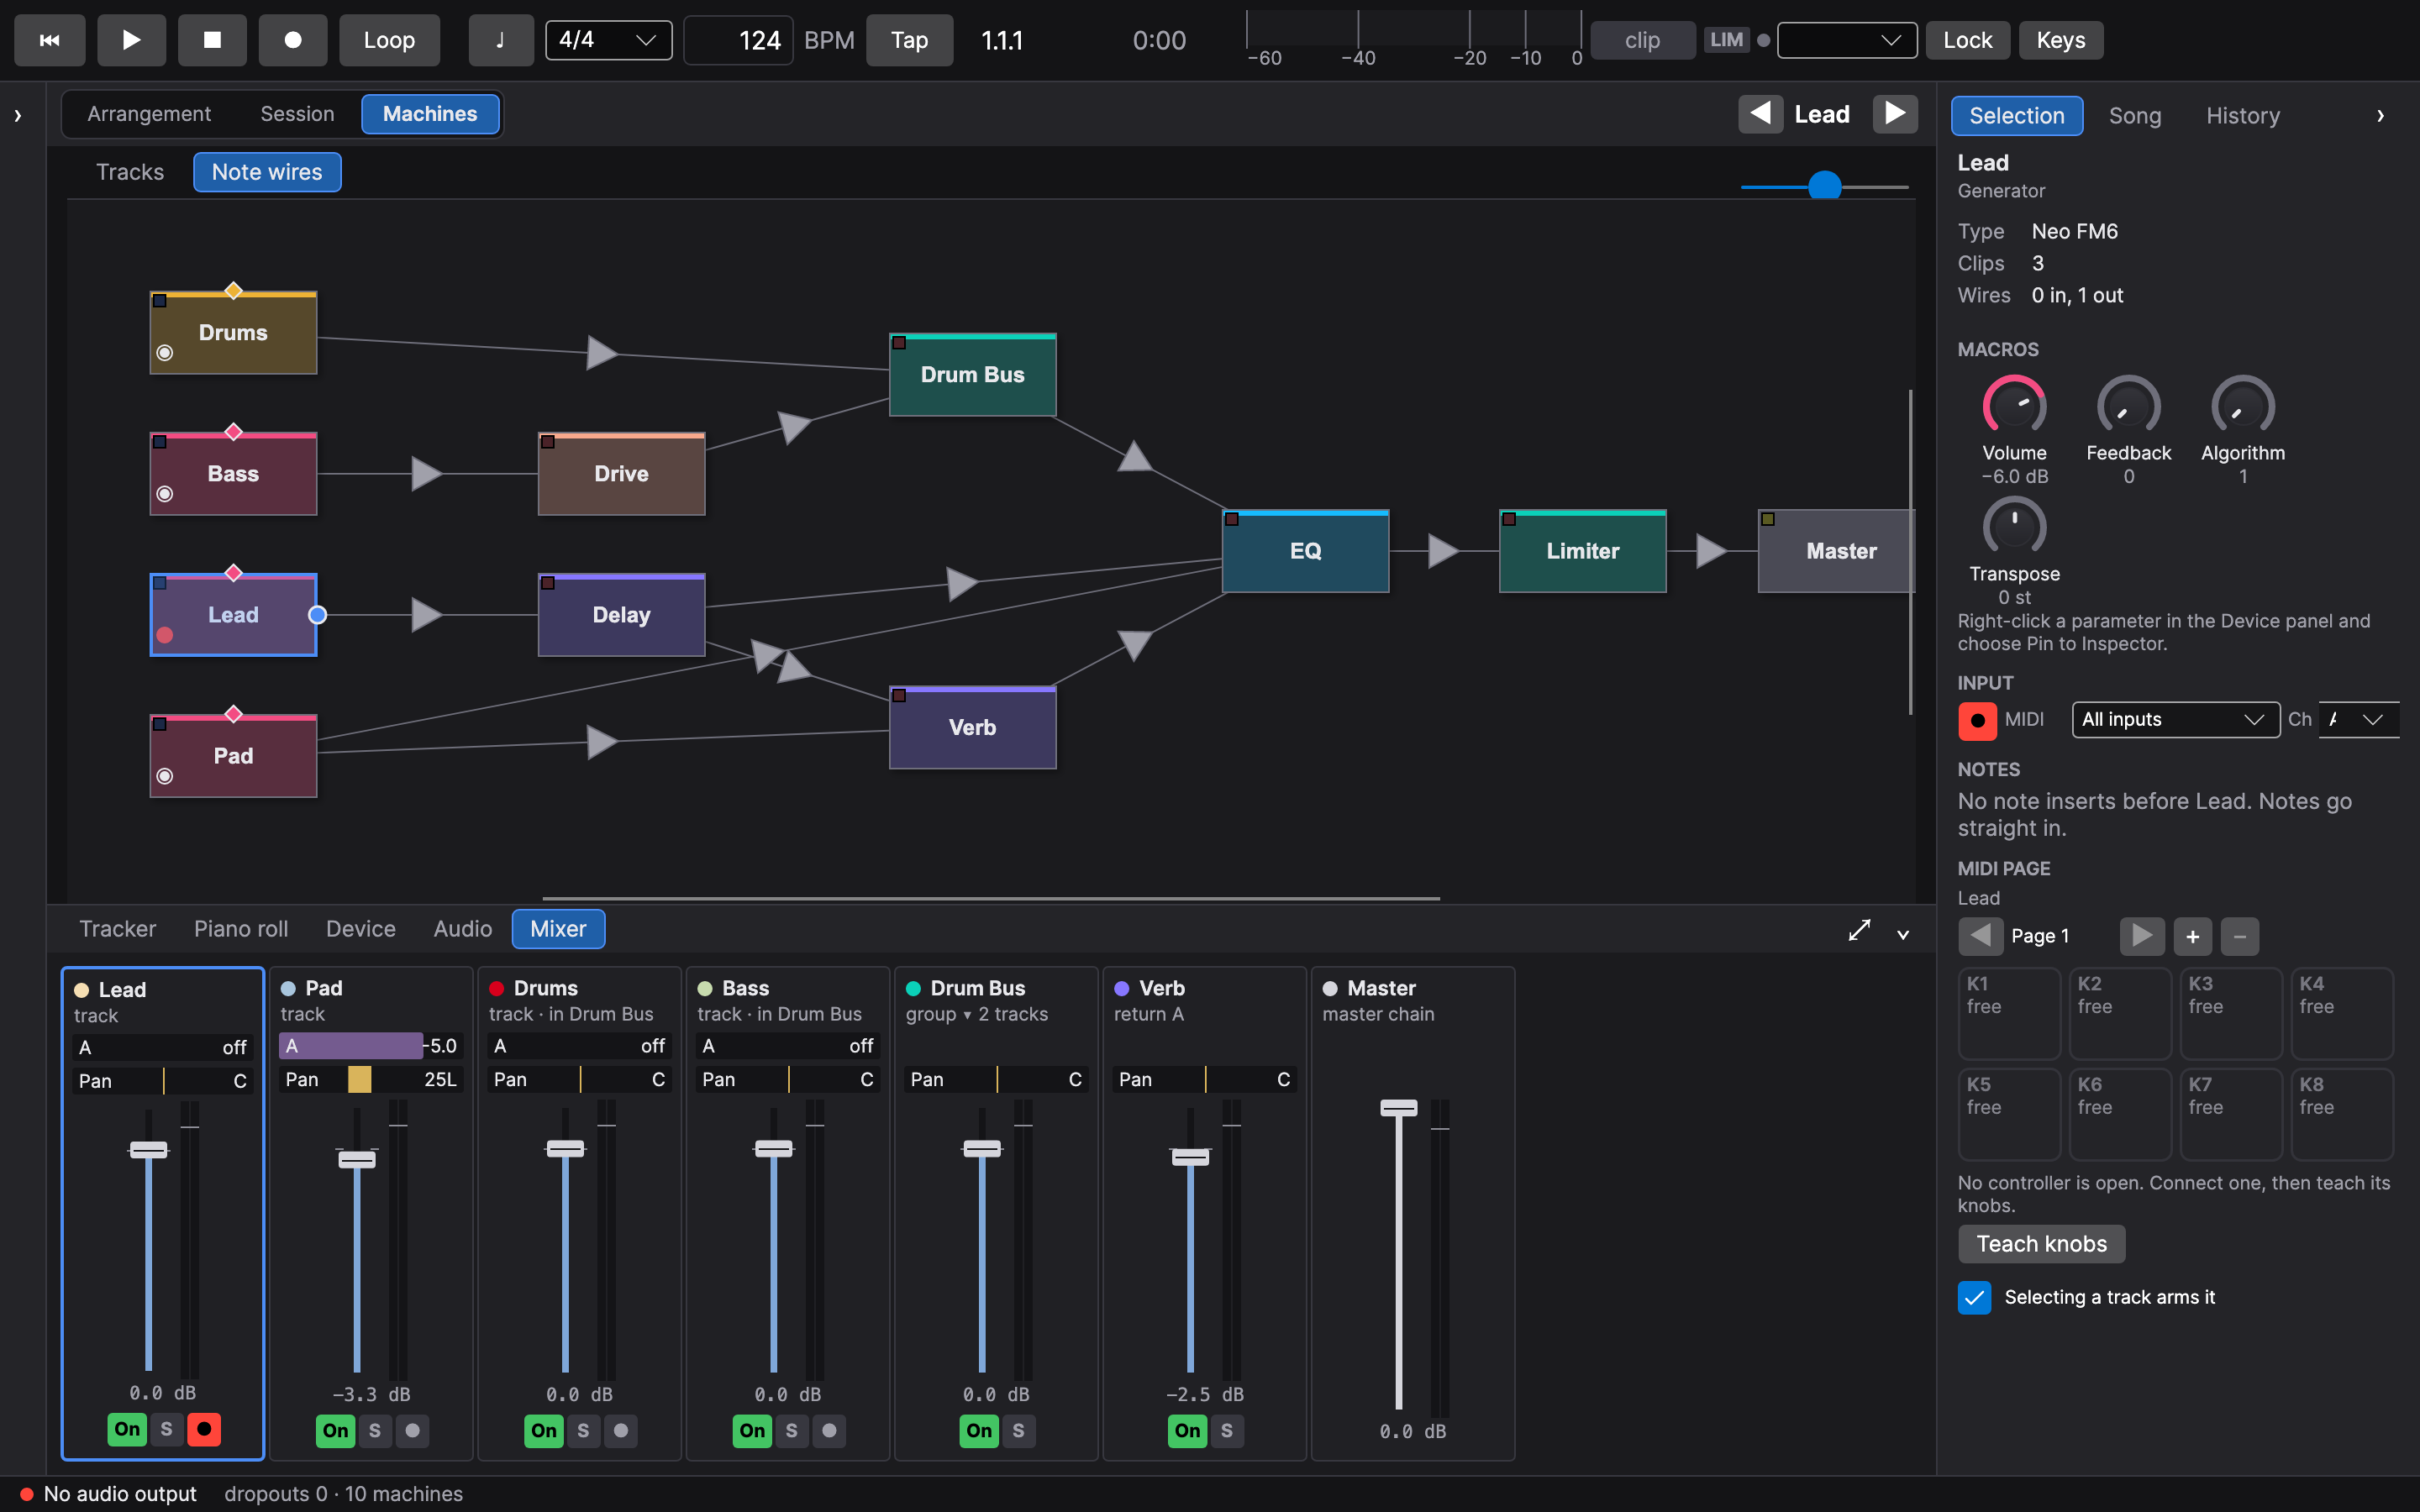 Loop 4/4 124 BPM Tap 1.1.1 0:00 −60 −40 −20 −10 0 clip LIM Lock Keys
Arrangement Session Machines Lead
Tracks Note wires
Drums
Drum Bus
Bass
Drive
EQ
Limiter
Master
Lead
Delay
Verb
Pad
Selection Song History
Lead
Generator
Type Neo FM6
Clips 3
Wires 0 in, 1 out
MACROS
Volume Feedback Algorithm
−6.0 dB 0 1
Transpose
0 st
Right-click a parameter in the Device panel and
choose Pin to Inspector.
INPUT
MIDI All inputs Ch
NOTES
No note inserts before Lead. Notes go
straight in.
MIDI PAGE
Lead
Page 1 + −
K1 K2 K3 K4
free free free free
K5 K6 K7 K8
free free free free
No controller is open. Connect one, then teach its
knobs.
Teach knobs
Selecting a track arms it
Tracker Piano roll Device Audio Mixer
Lead
track
A off
Pan C
0.0 dB
On S
Pad
track
A −5.0
Pan 25L
−3.3 dB
On S
Drums
track · in Drum Bus
A off
Pan C
0.0 dB
On S
Bass
track · in Drum Bus
A off
Pan C
0.0 dB
On S
Drum Bus
group ▾ 2 tracks
Pan C
0.0 dB
On S
Verb
return A
Pan C
−2.5 dB
On S
Master
master chain
0.0 dB
No audio output dropouts 0 · 10 machines